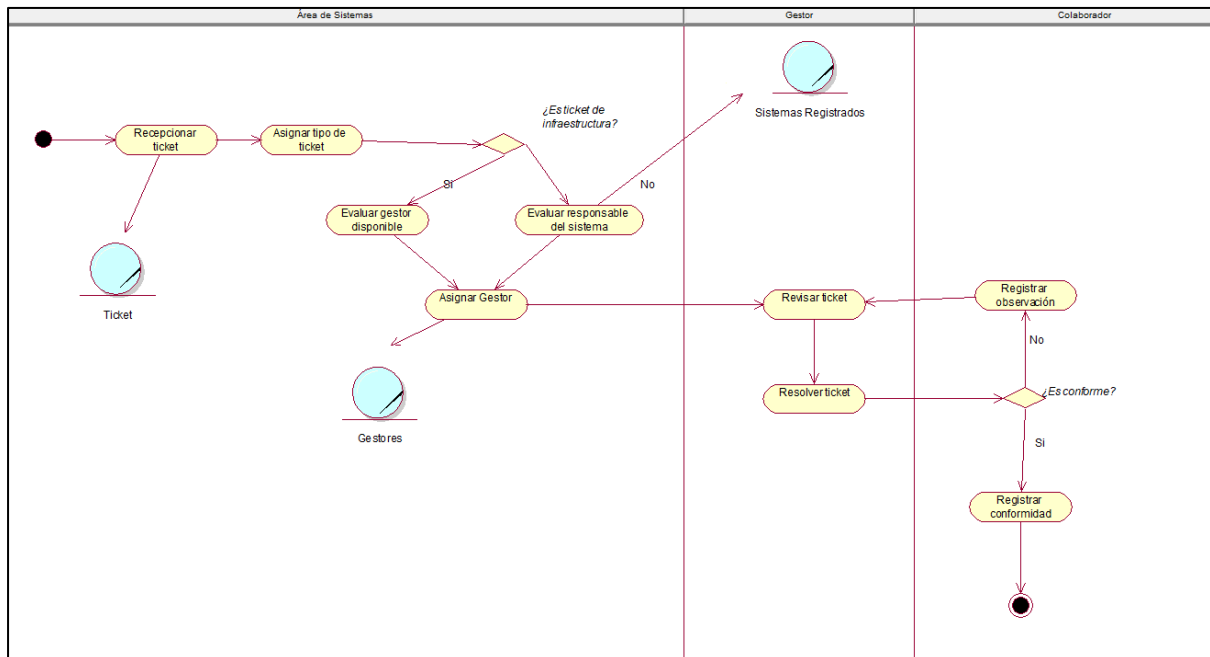 Área de Sistemas
Gestor
Colaborador
Sistemas Registrados
¿Es ticket de
infraestructura?
Recepcionar
ticket
Asignar tipo de
ticket
Si
No
Evaluar gestor
disponible
Evaluar responsable
del sistema
Ticket
Asignar Gestor
Revisar ticket
Registrar
observación
No
Gestores
Resolver ticket
¿Es conforme?
Si
Registrar
conformidad